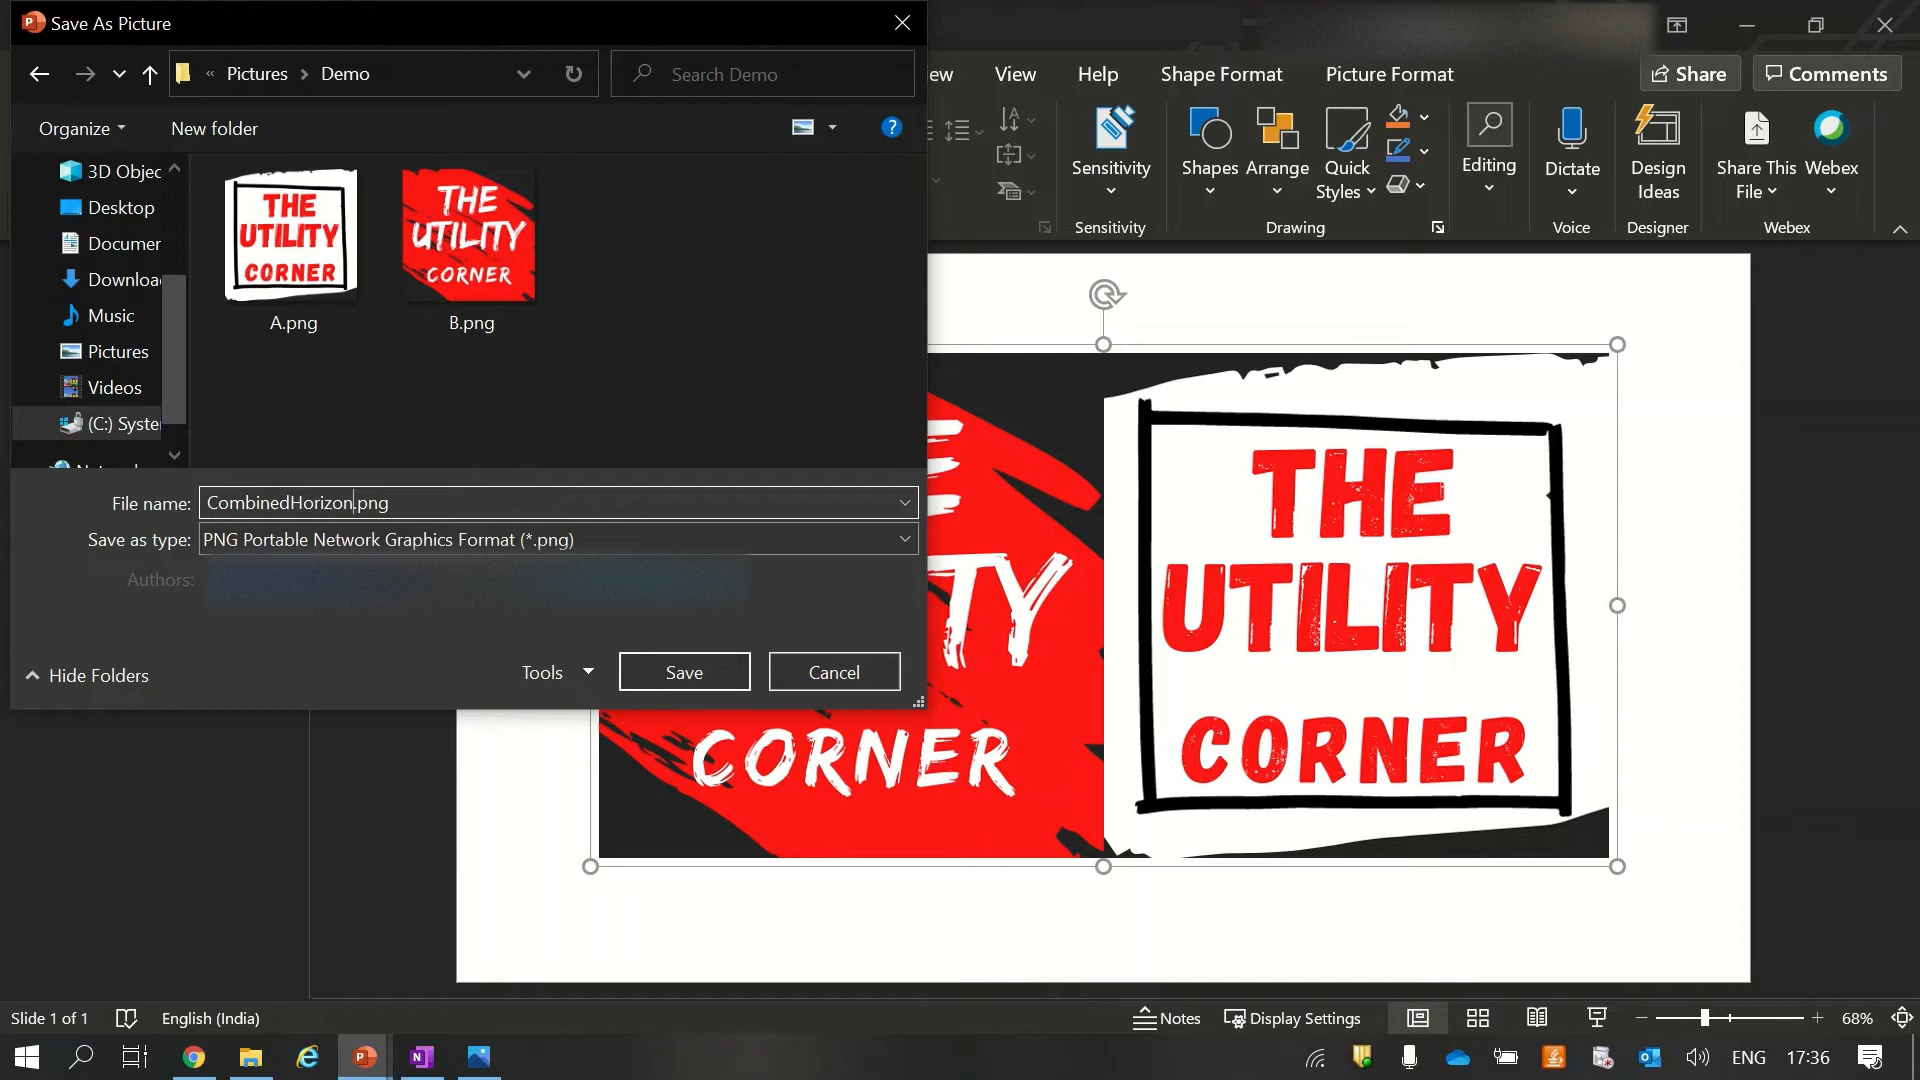 Save As Picture
« Pictures > Demo
Search Demo
Organize
New folder
3D Objec
Desktop
Documer
Downloa
Music
Pictures
Videos
(C:) Syste
THE
UTILITY
CORNER
A.png
THE
UTILITY
CORNER
B.png
File name: CombinedHorizon.png
Save as type: PNG Portable Network Graphics Format (*.png)
Authors:
Hide Folders
Tools
Save
Cancel
ew
View
Help
Shape Format
Picture Format
Share
Comments
Sensitivity
Shapes
Arrange
Quick
Styles
Editing
Dictate
Design
Ideas
Share This
File
Webex
Sensitivity
Drawing
Voice
Designer
Webex
TY
CORNER
THE
UTILITY
CORNER
Slide 1 of 1
English (India)
Notes
Display Settings
68%
ENG
17:36